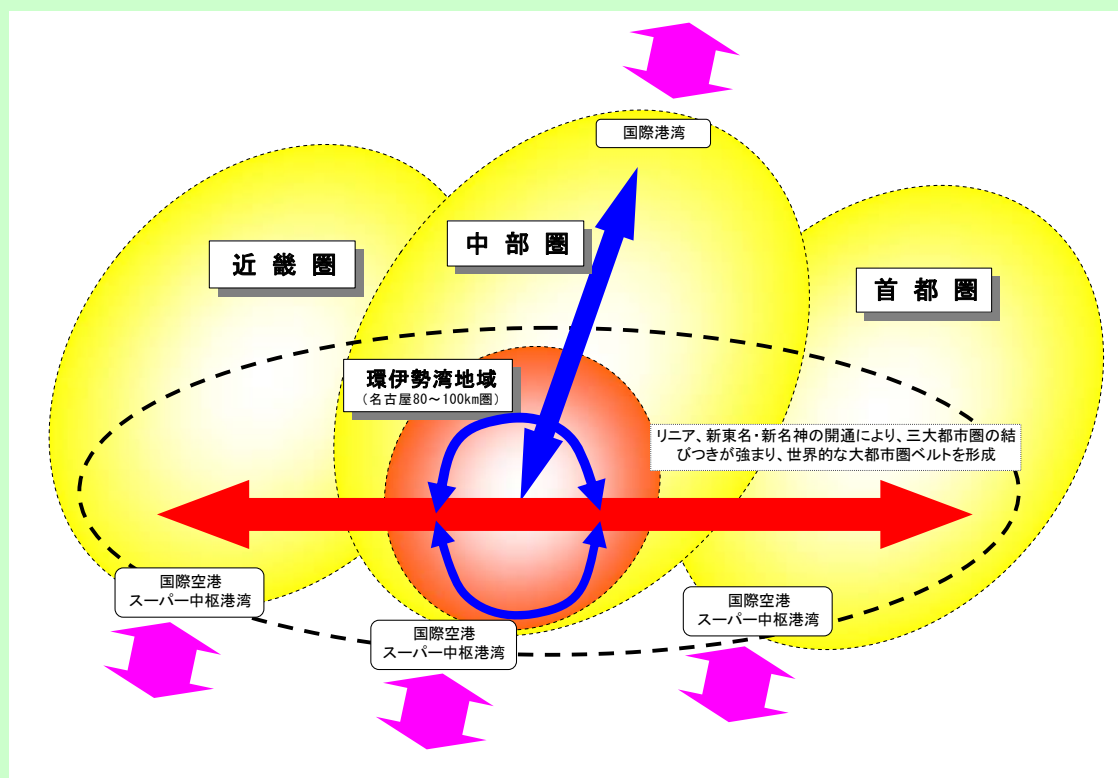 国際港湾
中部圏
近畿圏
首都圏
環伊勢湾地域
（名古屋80～100km圏）
リニア、新東名・新名神の開通により、三大都市圏の結
びつきが強まり、世界的な大都市圏ベルトを形成
国際空港
スーパー中枢港湾
国際空港
スーパー中枢港湾
国際空港
スーパー中枢港湾